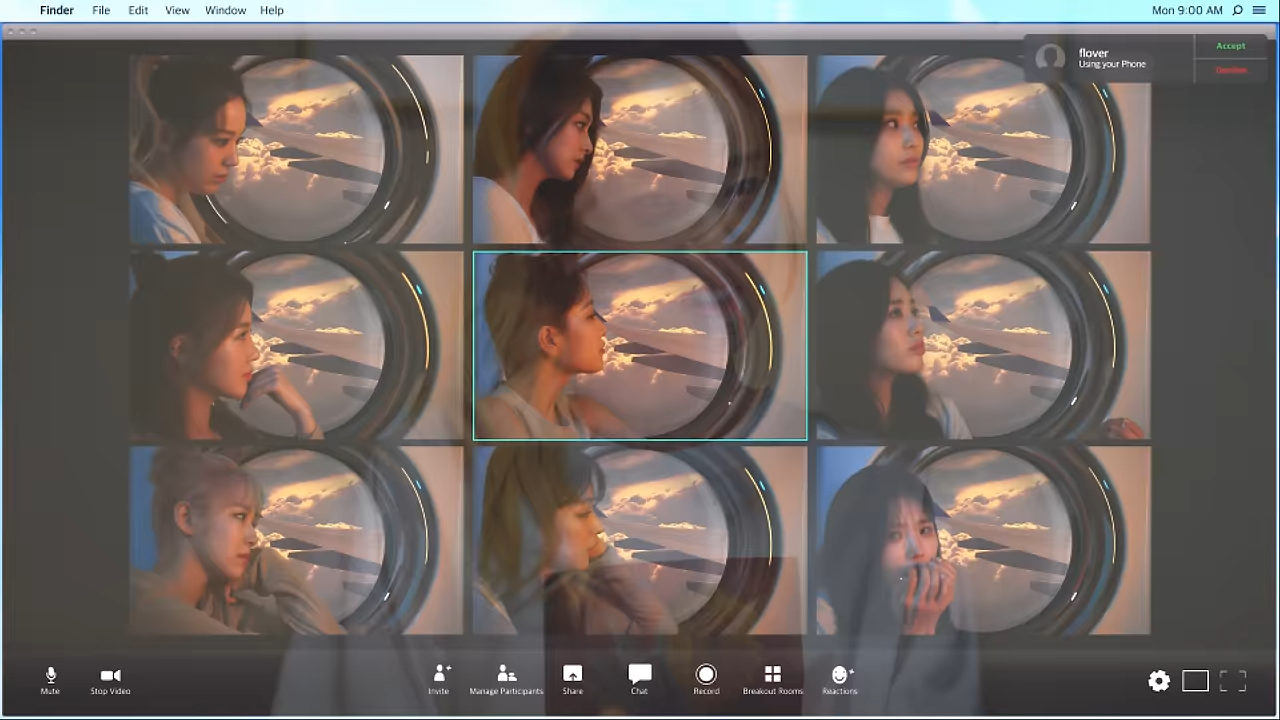 Finder File Edit View Window Help
Mon 9:00 AM
flover
Using your Phone
Accept
Decline
Mute
Stop Video
Invite
Manage Participants
Share
Chat
Record
Breakout Rooms
Reactions